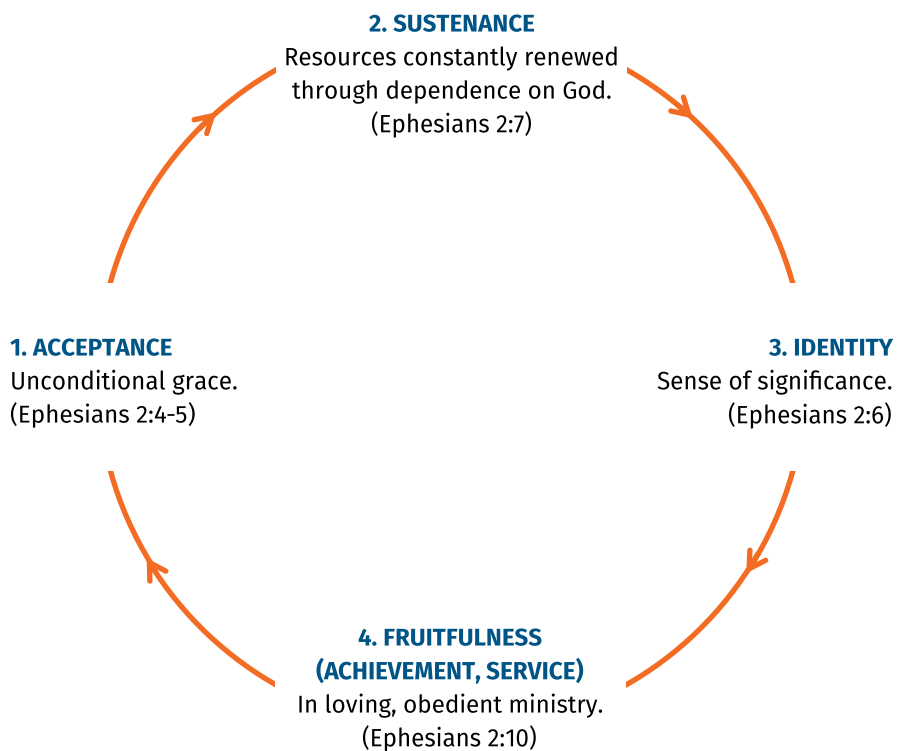 2. SUSTENANCE
Resources constantly renewed
through dependence on God.
(Ephesians 2:7)
1. ACCEPTANCE
Unconditional grace.
(Ephesians 2:4-5)
3. IDENTITY
Sense of significance.
(Ephesians 2:6)
4. FRUITFULNESS
(ACHIEVEMENT, SERVICE)
In loving, obedient ministry.
(Ephesians 2:10)